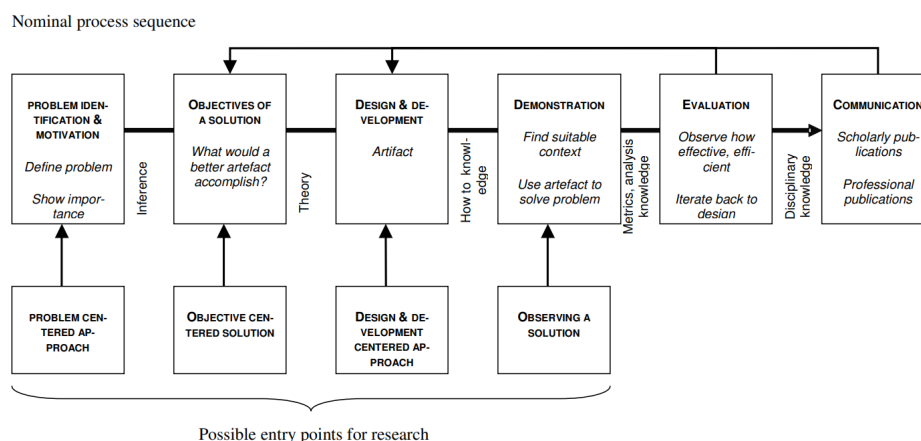 Nominal process sequence
PROBLEM IDEN-
TIFICATION &
MOTIVATION
Define problem
Show impor-
tance
Inference
OBJECTIVES OF
A SOLUTION
What would a
better artefact
accomplish?
Theory
DESIGN & DE-
VELOPMENT
Artifact
How to knowl-
edge
DEMONSTRATION
Find suitable
context
Use artefact to
solve problem
Metrics, analysis
knowledge
EVALUATION
Observe how
effective, effi-
cient
Iterate back to
design
Disciplinary
knowledge
COMMUNICATION
Scholarly pu-
blications
Professional
publications
PROBLEM CEN-
TERED AP-
PROACH
OBJECTIVE CEN-
TERED SOLUTION
DESIGN & DE-
VELOPMENT
CENTERED AP-
PROACH
OBSERVING A
SOLUTION
Possible entry points for research